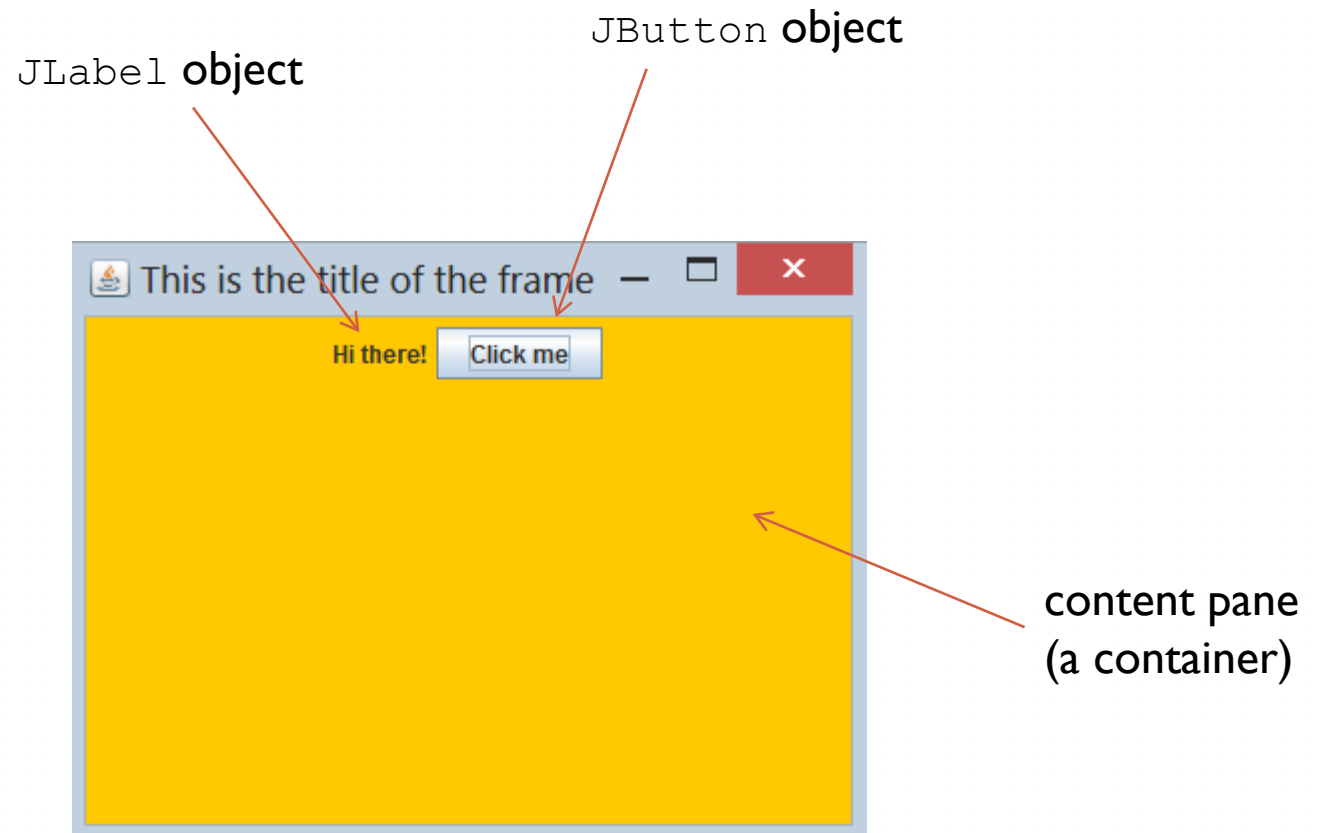 JButton object
JLabel object
This is the title of the frame
Hi there!
Click me
content pane
(a container)